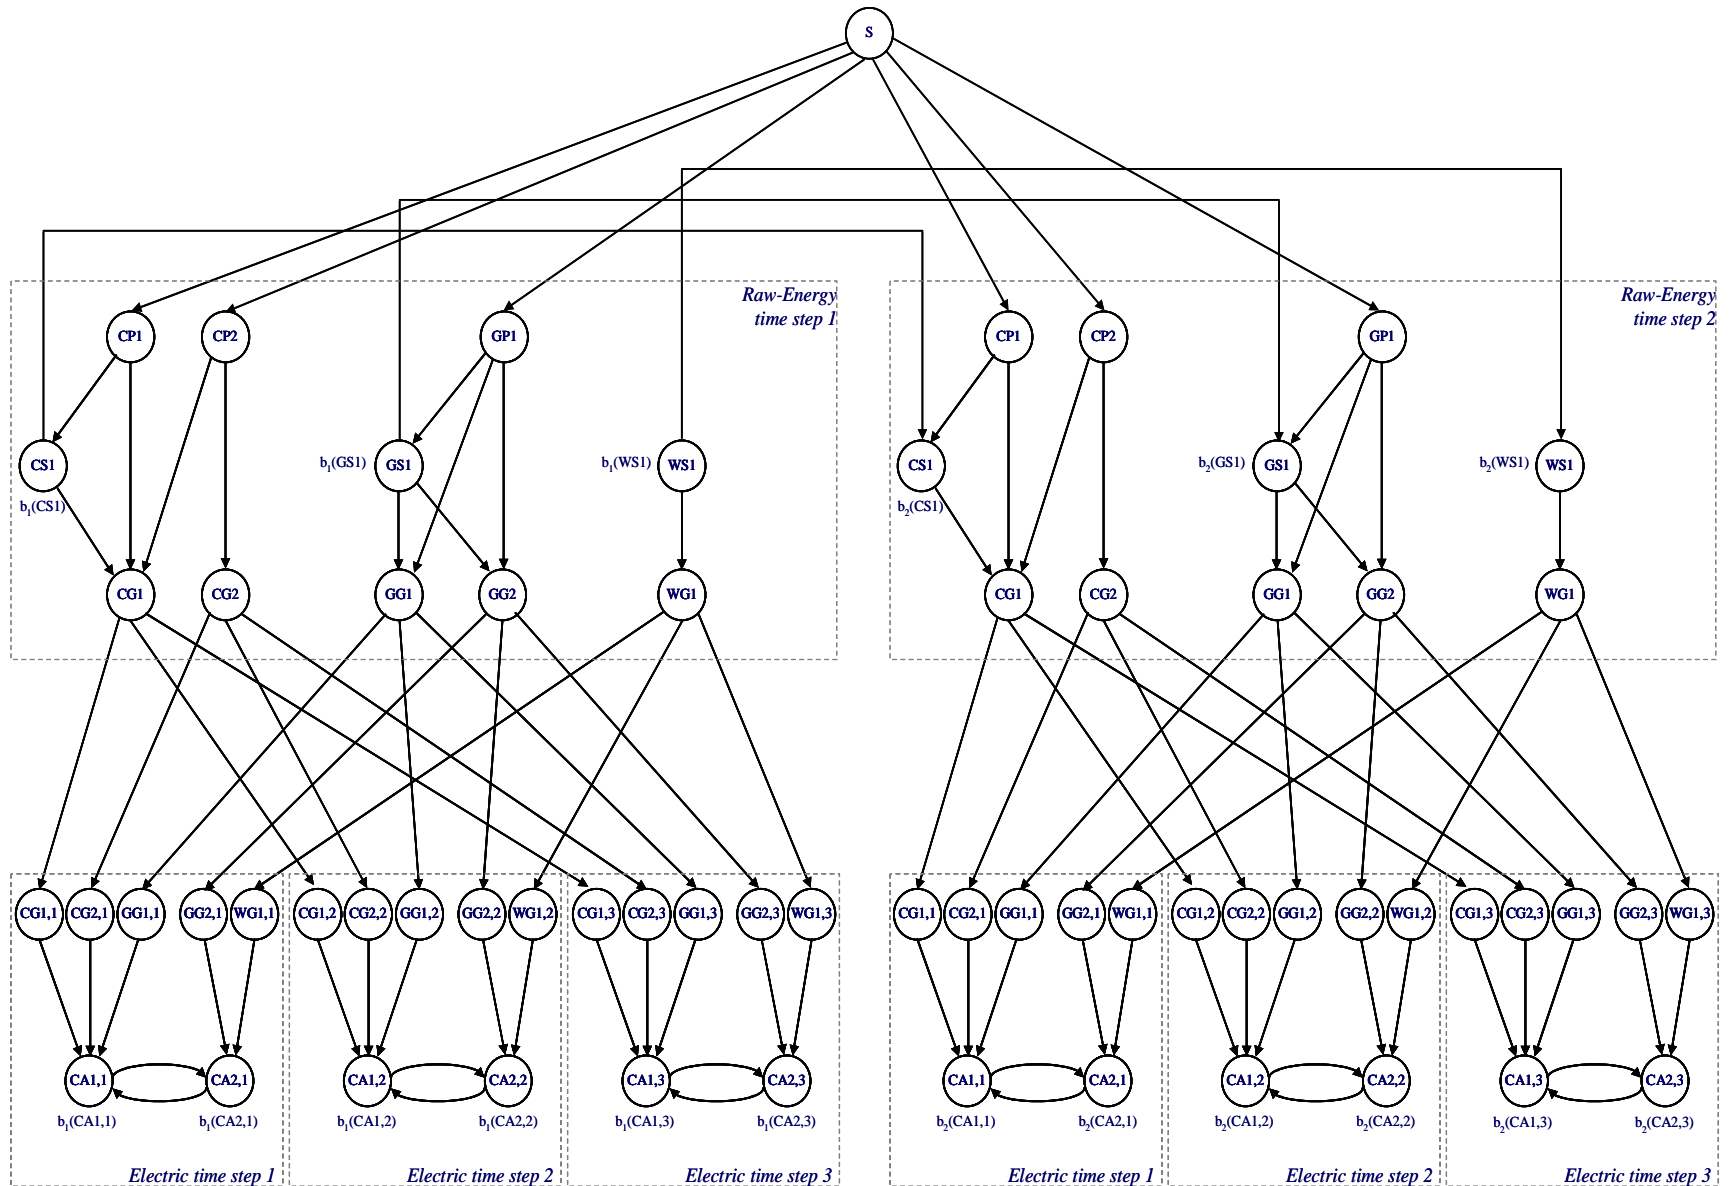 S
Raw-Energy
time step 1
Raw-Energy
time step 2
CP1 CP2 GP1 CP1 CP2 GP1
CS1 b₁(GS1) GS1 b₁(WS1) WS1 CS1 b₂(GS1) GS1 b₂(WS1) WS1
b₁(CS1) b₂(CS1)
CG1 CG2 GG1 GG2 WG1 CG1 CG2 GG1 GG2 WG1
CG1,1 CG2,1 GG1,1 GG2,1 WG1,1 CG1,2 CG2,2 GG1,2 GG2,2 WG1,2 CG1,3 CG2,3 GG1,3 GG2,3 WG1,3 CG1,1 CG2,1 GG1,1 GG2,1 WG1,1 CG1,2 CG2,2 GG1,2 GG2,2 WG1,2 CG1,3 CG2,3 GG1,3 GG2,3 WG1,3
CA1,1 CA2,1 CA1,2 CA2,2 CA1,3 CA2,3 CA1,1 CA2,1 CA1,2 CA2,2 CA1,3 CA2,3
b₁(CA1,1) b₁(CA2,1) b₁(CA1,2) b₁(CA2,2) b₁(CA1,3) b₁(CA2,3) b₂(CA1,1) b₂(CA2,1) b₂(CA1,2) b₂(CA2,2) b₂(CA1,3) b₂(CA2,3)
Electric time step 1 Electric time step 2 Electric time step 3 Electric time step 1 Electric time step 2 Electric time step 3